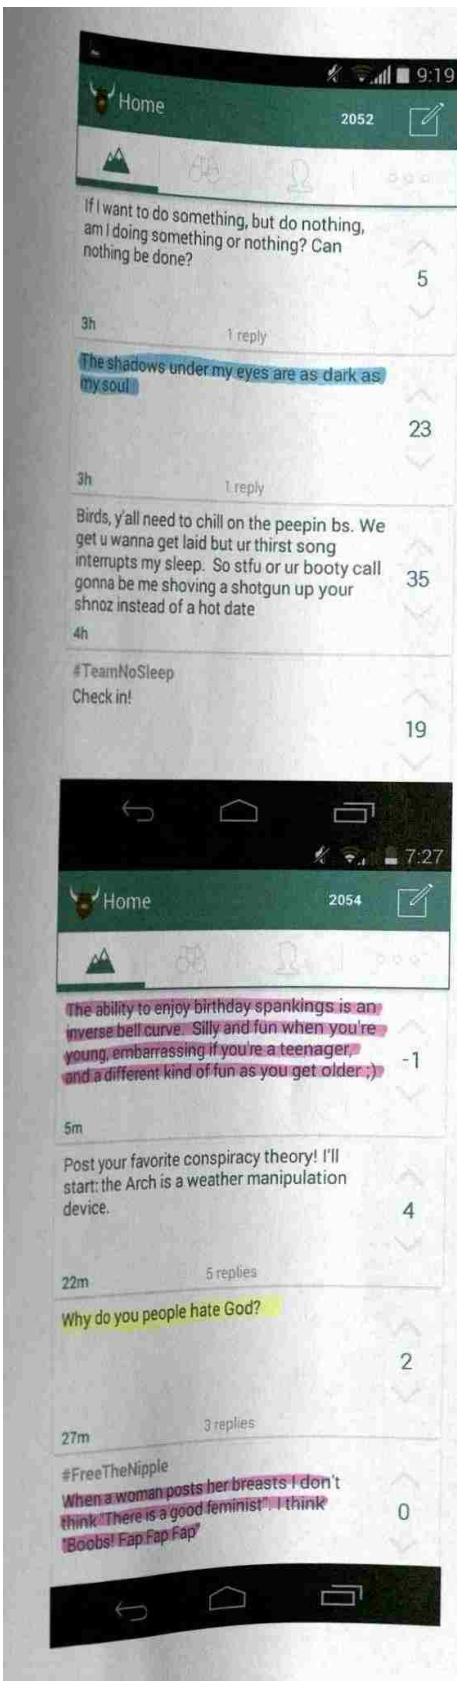 9:19
Home
2052
If I want to do something, but do nothing,
am I doing something or nothing? Can
nothing be done?
5
3h
1 reply
The shadows under my eyes are as dark as
my soul
23
3h
1 reply
Birds, y'all need to chill on the peepin bs. We
get u wanna get laid but ur thirst song
interrupts my sleep. So stfu or ur booty call
gonna be me shoving a shotgun up your
shnoz instead of a hot date
35
4h
#TeamNoSleep
Check in!
19
7:27
Home
2054
The ability to enjoy birthday spankings is an
inverse bell curve. Silly and fun when you're
young, embarrassing if you're a teenager,
and a different kind of fun as you get older ;)
-1
5m
Post your favorite conspiracy theory! I'll
start: the Arch is a weather manipulation
device.
4
22m
5 replies
Why do you people hate God?
2
27m
3 replies
#FreeTheNipple
When a woman posts her breasts I don't
think "There is a good feminist". I think
"Boobs! Fap Fap Fap"
0